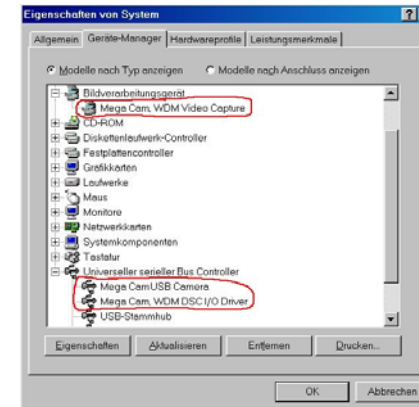 Eigenschaften von System
Allgemein Geräte-Manager Hardwareprofile Leistungsmerkmale
Modelle nach Typ anzeigen Modelle nach Anschluss anzeigen
Bildverarbeitungsgerät
Mega Cam, WDM Video Capture
CD-ROM
Diskettenlaufwerk-Controller
Festplattencontroller
Grafikkarten
Laufwerke
Maus
Monitore
Netzwerkkarten
Systemkomponenten
Tastatur
Universeller serieller Bus Controller
Mega Cam USB Camera
Mega Cam, WDM DSC I/O Driver
USB-Stammhub
Eigenschaften Aktualisieren Entfernen Drucken...
OK Abbrechen